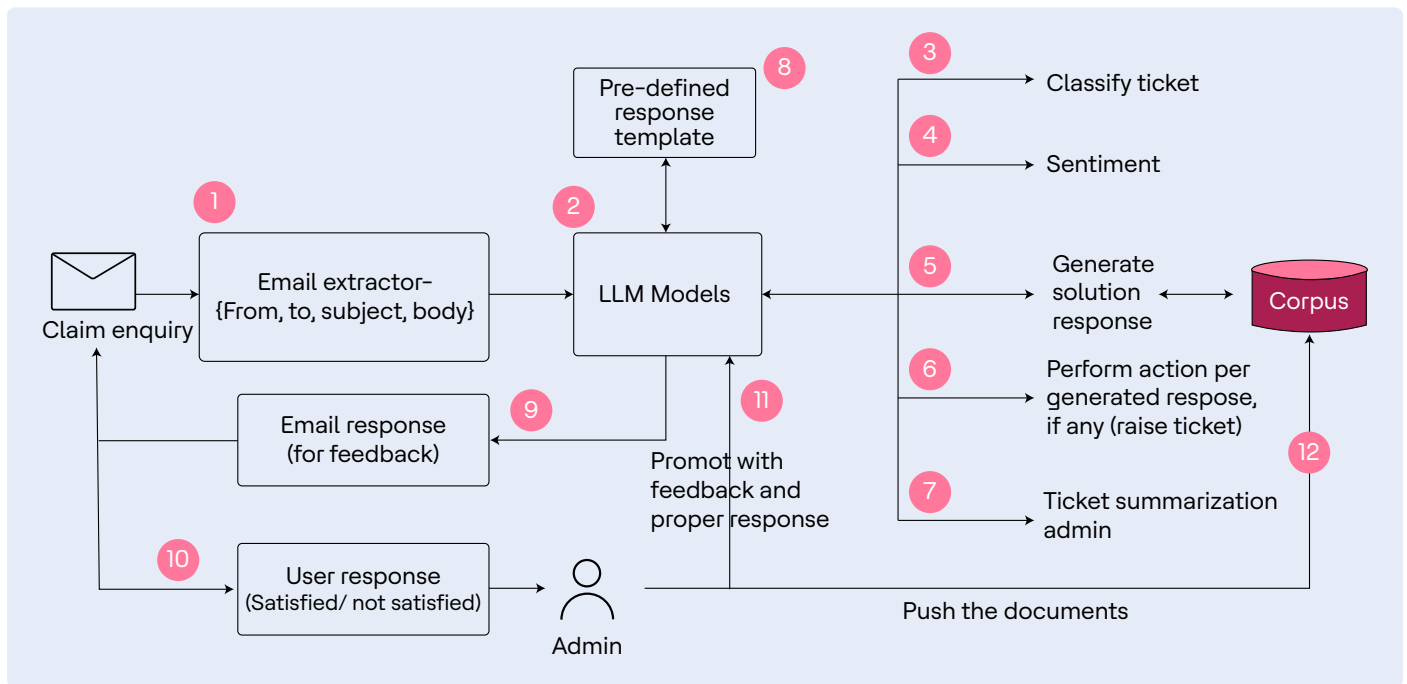 8
Pre-defined
response
template
3
Classify ticket
4
Sentiment
1
2
Claim enquiry
Email extractor-
{From, to, subject, body}
LLM Models
5
Generate
solution
response
Corpus
6
Perform action per
generated respose,
if any (raise ticket)
9
Email response
(for feedback)
11
Promot with
feedback and
proper response
7
Ticket summarization
admin
12
10
User response
(Satisfied/ not satisfied)
Admin
Push the documents